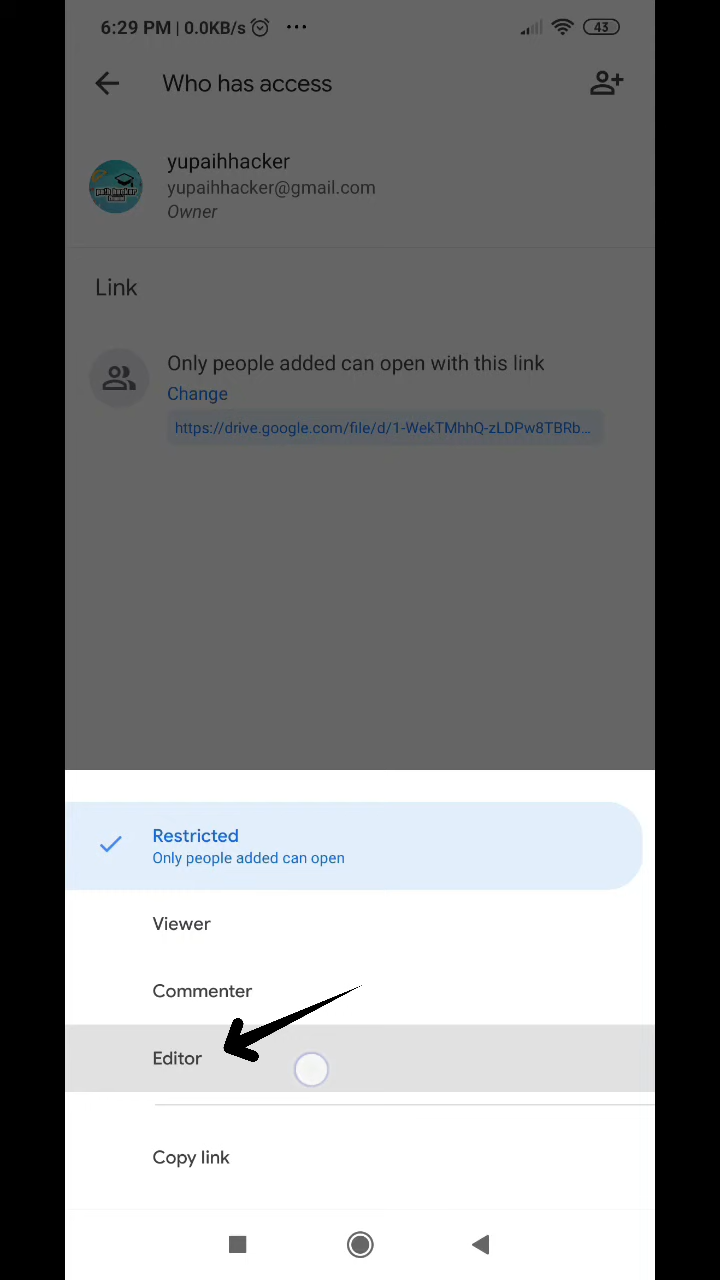 6:29 PM | 0.0KB/s ... 43
Who has access
yupaihhacker
yupaihhacker@gmail.com
Owner
Link
Only people added can open with this link
Change
https://drive.google.com/file/d/1-WekTMhhQ-zLDPw8TBRb...
Restricted
Only people added can open
Viewer
Commenter
Editor
Copy link